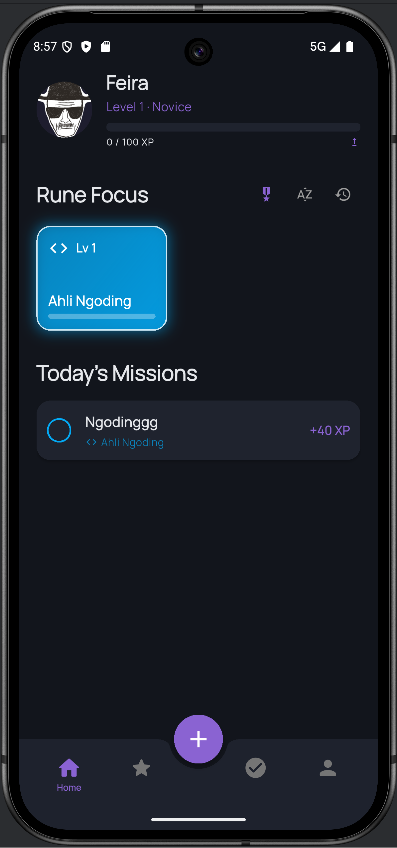 8:57
5G
Feira
Level 1 · Novice
0 / 100 XP
Rune Focus
AZ
Lv 1
Ahli Ngoding
Today's Missions
Ngodinggg
+40 XP
Ahli Ngoding
Home